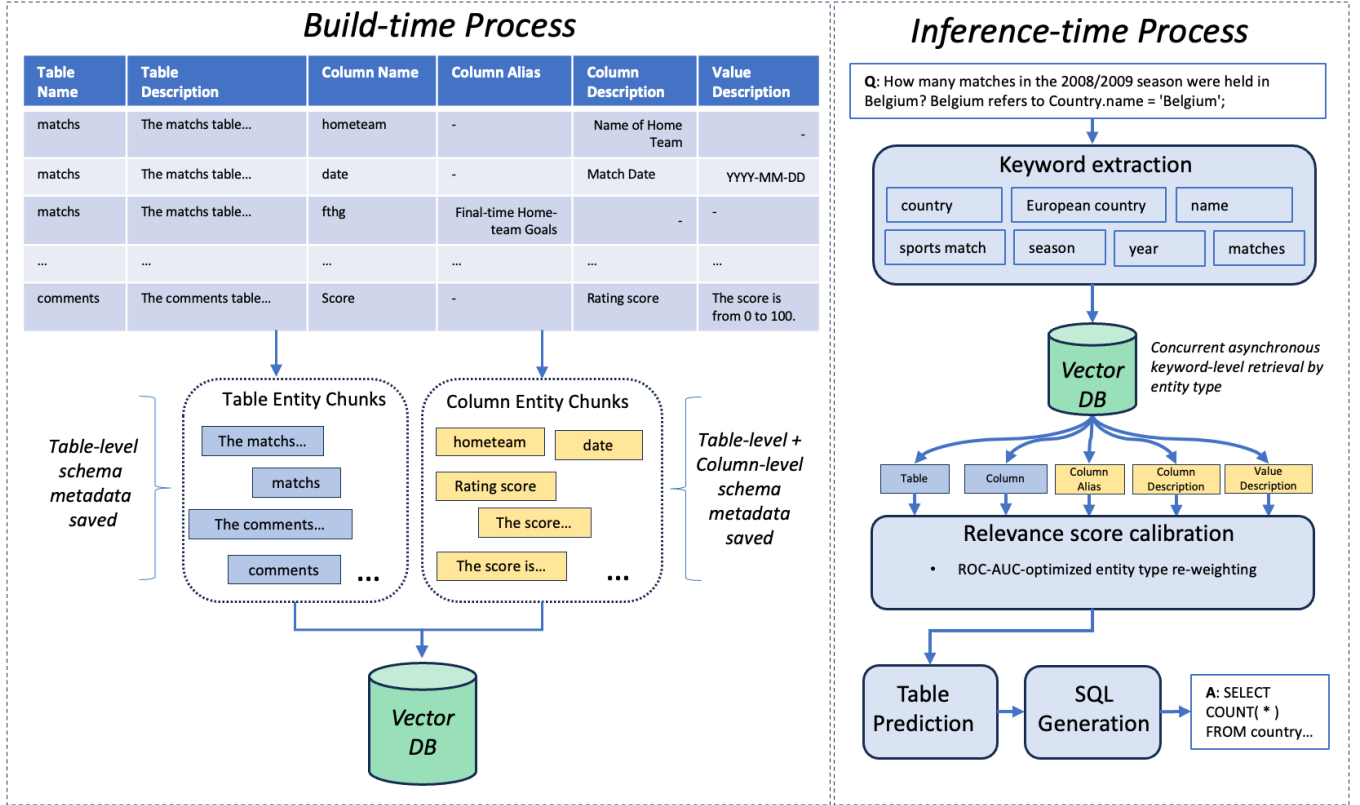 Build-time Process
Table Name
Table Description
Column Name
Column Alias
Column Description
Value Description
matchs
The matchs table...
hometeam
-
Name of Home Team
-
matchs
The matchs table...
date
-
Match Date
YYYY-MM-DD
matchs
The matchs table...
fthg
Final-time Home-team Goals
-
-
...
...
...
...
...
...
comments
The comments table...
Score
-
Rating score
The score is from 0 to 100.
Table-level
schema
metadata
saved
Table Entity Chunks
The matchs...
matchs
The comments...
comments
...
Column Entity Chunks
hometeam
date
Rating score
The score...
The score is...
...
Table-level +
Column-level
schema
metadata
saved
Vector
DB
Inference-time Process
Q: How many matches in the 2008/2009 season were held in
Belgium? Belgium refers to Country.name = 'Belgium';
Keyword extraction
country
European country
name
sports match
season
year
matches
Vector
DB
Concurrent asynchronous
keyword-level retrieval by
entity type
Table
Column
Column
Alias
Column
Description
Value
Description
Relevance score calibration
• ROC-AUC-optimized entity type re-weighting
Table
Prediction
SQL
Generation
A: SELECT
COUNT( * )
FROM country...